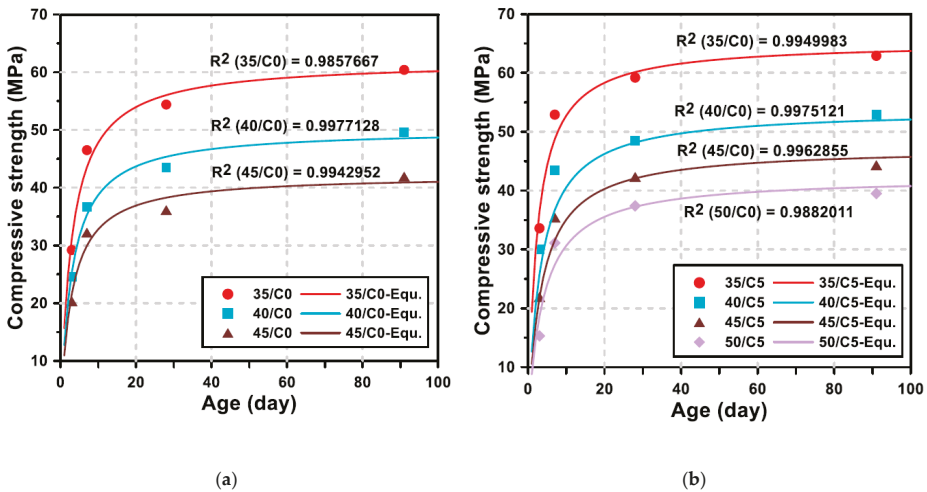 70
60
50
40
30
20
10
0
20
40
60
80
100
Compressive strength (MPa)
Age (day)
R² (35/C0) = 0.9857667
R² (40/C0) = 0.9977128
R² (45/C0) = 0.9942952
35/C0 35/C0-Equ.
40/C0 40/C0-Equ.
45/C0 45/C0-Equ.
(a)
70
60
50
40
30
20
10
0
20
40
60
80
100
Compressive strength (MPa)
Age (day)
R² (35/C0) = 0.9949983
R² (40/C0) = 0.9975121
R² (45/C0) = 0.9962855
R² (50/C0) = 0.9882011
35/C5 35/C5-Equ.
40/C5 40/C5-Equ.
45/C5 45/C5-Equ.
50/C5 50/C5-Equ.
(b)